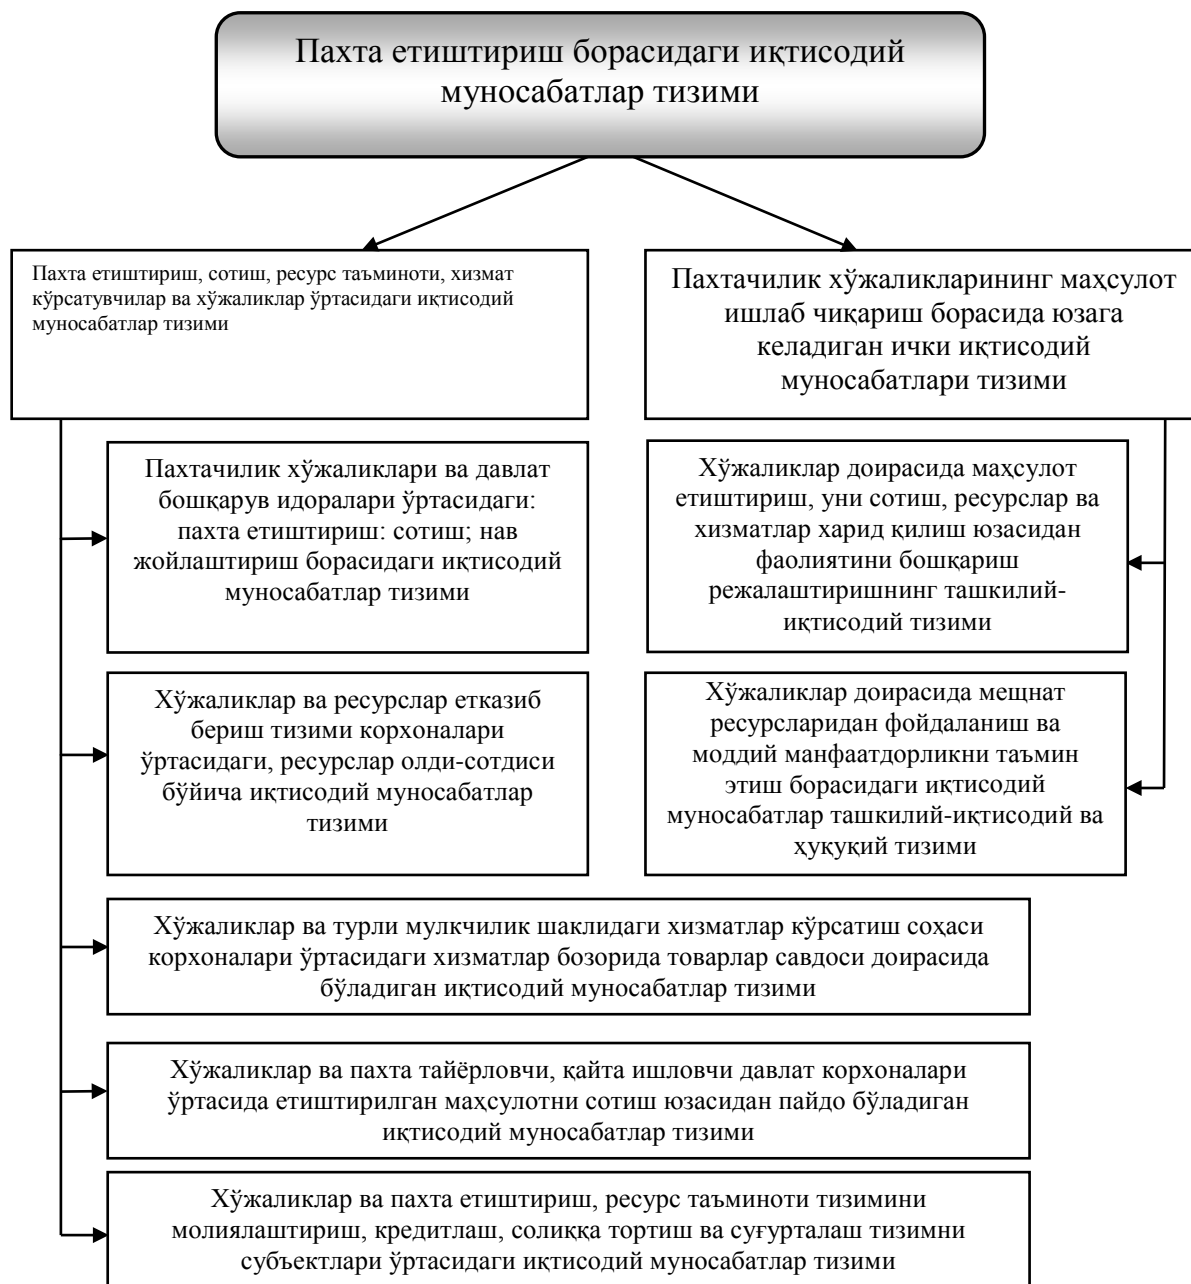 Пахта етиштириш борасидаги иқтисодий
муносабатлар тизими
Пахта етиштириш, сотиш, ресурс таъминоти, хизмат
кўрсатувчилар ва хўжаликлар ўртасидаги иқтисодий
муносабатлар тизими
Пахтачилик хўжаликларининг маҳсулот
ишлаб чиқариш борасида юзага
келадиган ички иқтисодий
муносабатлари тизими
Пахтачилик хўжаликлари ва давлат
бошқарув идоралари ўртасидаги:
пахта етиштириш: сотиш; нав
жойлаштириш борасидаги иқтисодий
муносабатлар тизими
Хўжаликлар доирасида маҳсулот
етиштириш, уни сотиш, ресурслар ва
хизматлар харид қилиш юзасидан
фаолиятини бошқариш
режалаштиришнинг ташкилий-
иқтисодий тизими
Хўжаликлар ва ресурслар етказиб
бериш тизими корхоналари
ўртасидаги, ресурслар олди-сотдиси
бўйича иқтисодий муносабатлар
тизими
Хўжаликлар доирасида мещнат
ресурсларидан фойдаланиш ва
моддий манфаатдорликни таъмин
этиш борасидаги иқтисодий
муносабатлар ташкилий-иқтисодий ва
ҳуқуқий тизими
Хўжаликлар ва турли мулкчилик шаклидаги хизматлар кўрсатиш соҳаси
корхоналари ўртасидаги хизматлар бозорида товарлар савдоси доирасида
бўладиган иқтисодий муносабатлар тизими
Хўжаликлар ва пахта тайёрловчи, қайта ишловчи давлат корхоналари
ўртасида етиштирилган маҳсулотни сотиш юзасидан пайдо бўладиган
иқтисодий муносабатлар тизими
Хўжаликлар ва пахта етиштириш, ресурс таъминоти тизимини
молиялаштириш, кредитлаш, солиққа тортиш ва суғурталаш тизимни
субъектлари ўртасидаги иқтисодий муносабатлар тизими